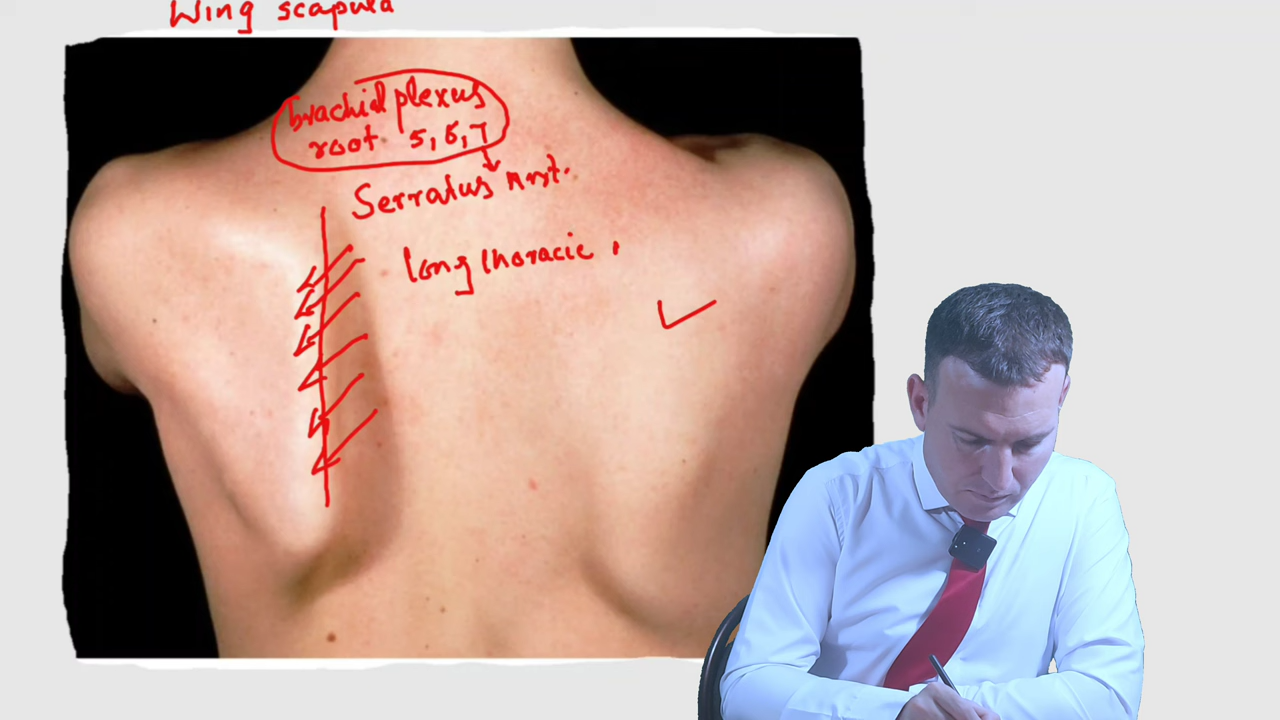 Wing scapula
brachial plexus
root 5, 6, 7
Serratus Ant.
long thoracic